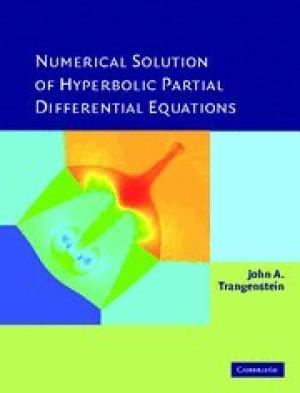 NUMERICAL SOLUTION
OF HYPERBOLIC PARTIAL
DIFFERENTIAL EQUATIONS
John A.
Trangenstein
CAMBRIDGE